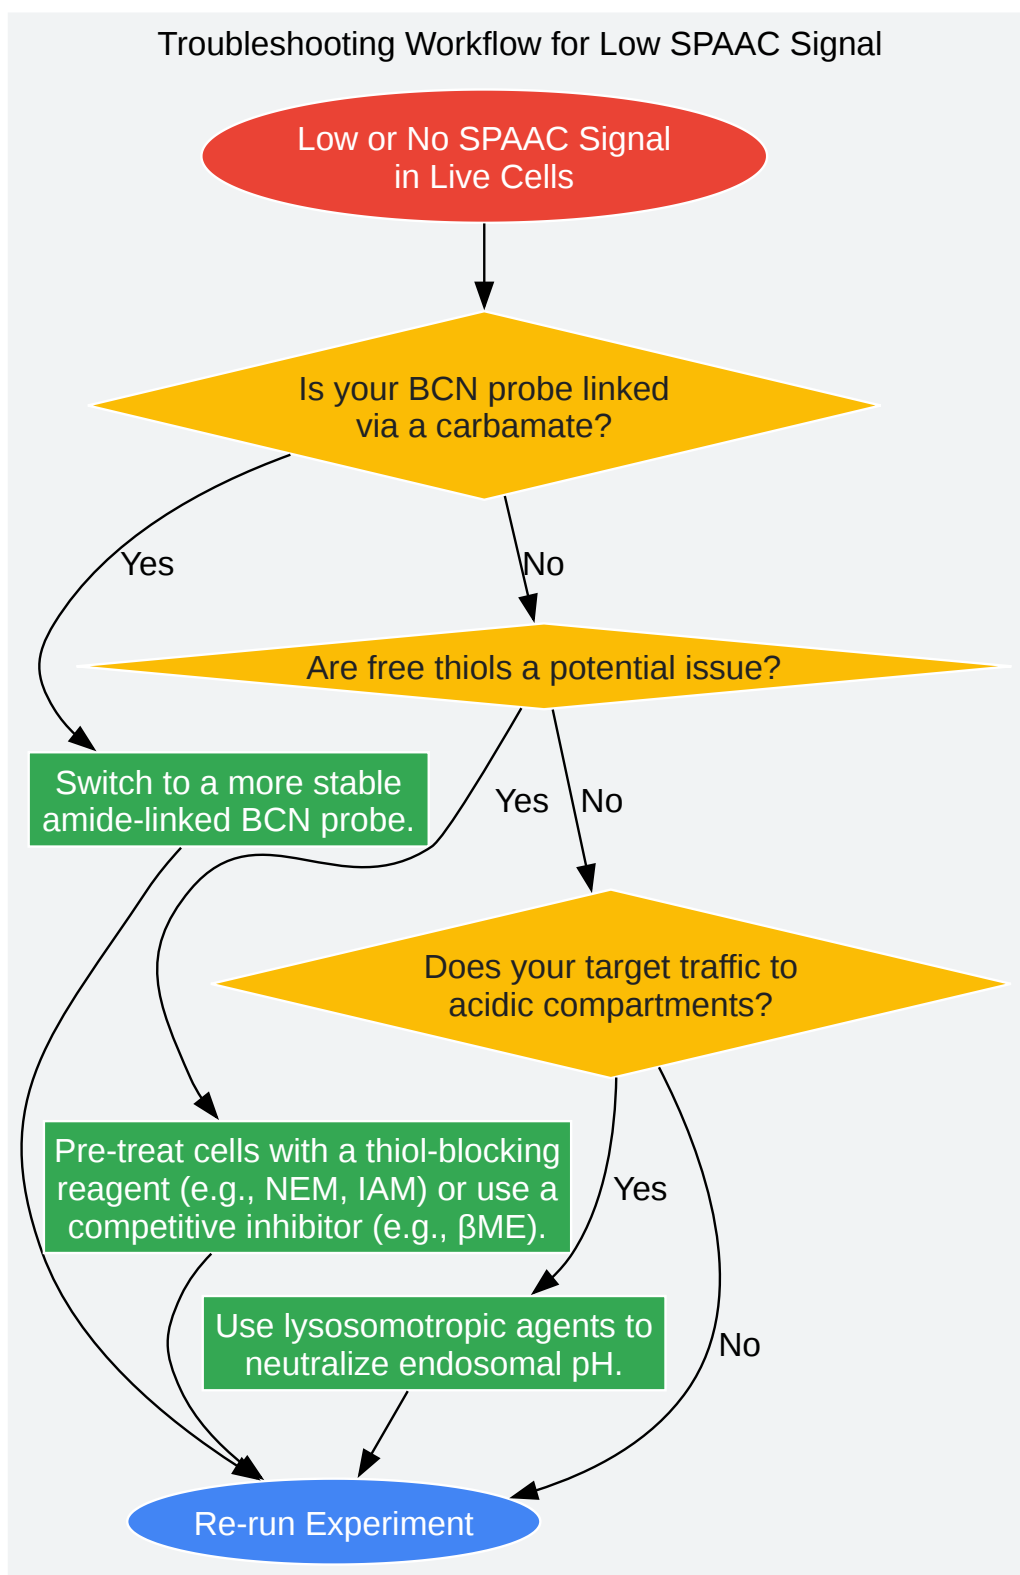 Troubleshooting Workflow for Low SPAAC Signal
Low or No SPAAC Signal
in Live Cells
Is your BCN probe linked
via a carbamate?
Yes
No
Are free thiols a potential issue?
Switch to a more stable
amide-linked BCN probe.
Yes
No
Does your target traffic to
acidic compartments?
Pre-treat cells with a thiol-blocking
reagent (e.g., NEM, IAM) or use a
competitive inhibitor (e.g., βME).
Yes
Use lysosomotropic agents to
neutralize endosomal pH.
No
Re-run Experiment